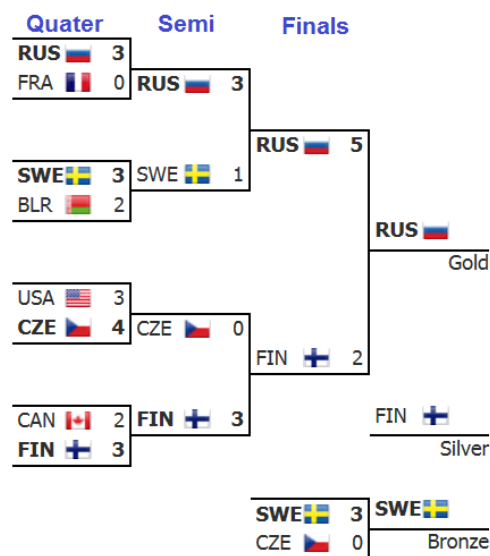 Quater Semi Finals
RUS 3
FRA 0
RUS 3
RUS 5
SWE 3
BLR 2
SWE 1
RUS
Gold
USA 3
CZE 4
CZE 0
FIN 2
CAN 2
FIN 3
FIN 3
FIN
Silver
SWE 3
CZE 0
SWE
Bronze